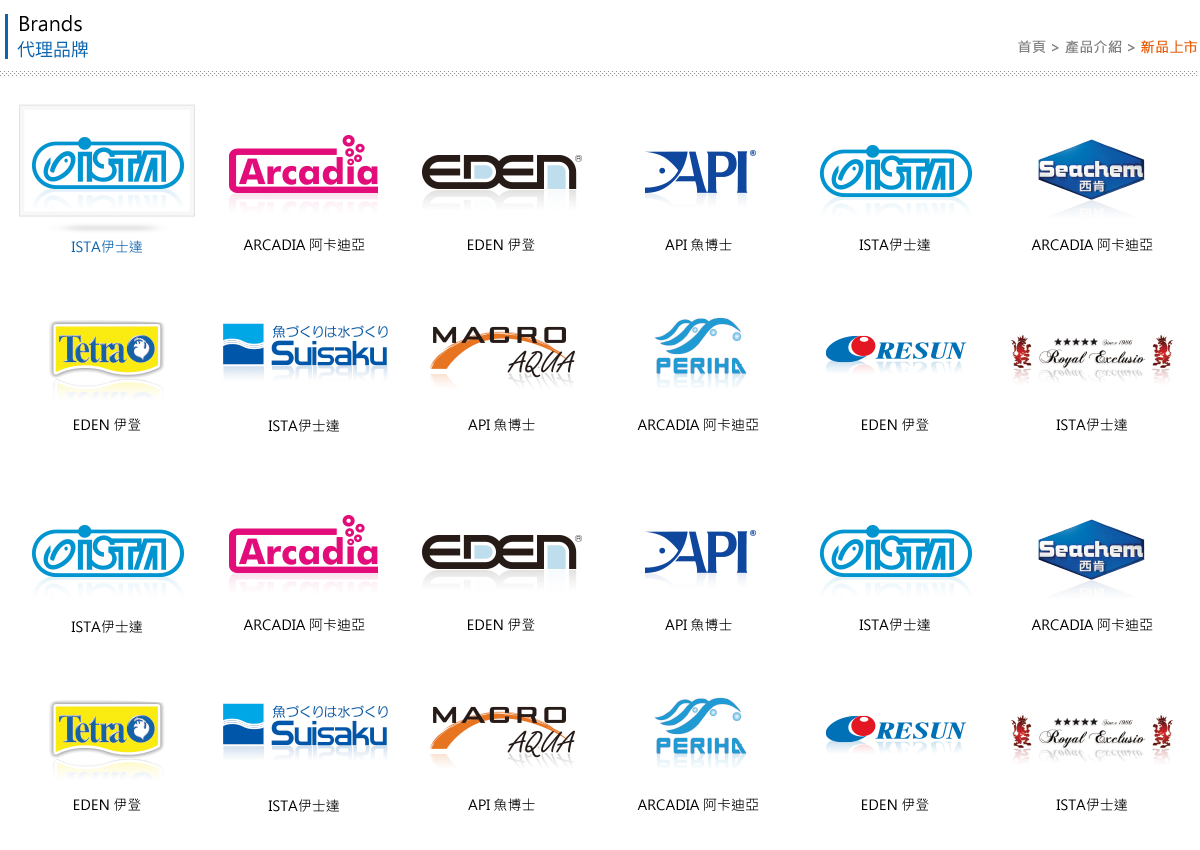 Brands
代理品牌
首頁 > 產品介紹 > 新品上市
ISTA
Arcadia
EDEN®
API®
ISTA
Seachem
西肯
ISTA伊士達
ARCADIA 阿卡迪亞
EDEN 伊登
API 魚博士
ISTA伊士達
ARCADIA 阿卡迪亞
Tetra
魚づくりは水づくり
Suisaku
MACRO
AQUA
PERIHA
RESUN
★★★★★ Since 1986
Royal Exclusiv
EDEN 伊登
ISTA伊士達
API 魚博士
ARCADIA 阿卡迪亞
EDEN 伊登
ISTA伊士達
ISTA
Arcadia
EDEN®
API®
ISTA
Seachem
西肯
ISTA伊士達
ARCADIA 阿卡迪亞
EDEN 伊登
API 魚博士
ISTA伊士達
ARCADIA 阿卡迪亞
Tetra
魚づくりは水づくり
Suisaku
MACRO
AQUA
PERIHA
RESUN
★★★★★ Since 1986
Royal Exclusiv
EDEN 伊登
ISTA伊士達
API 魚博士
ARCADIA 阿卡迪亞
EDEN 伊登
ISTA伊士達